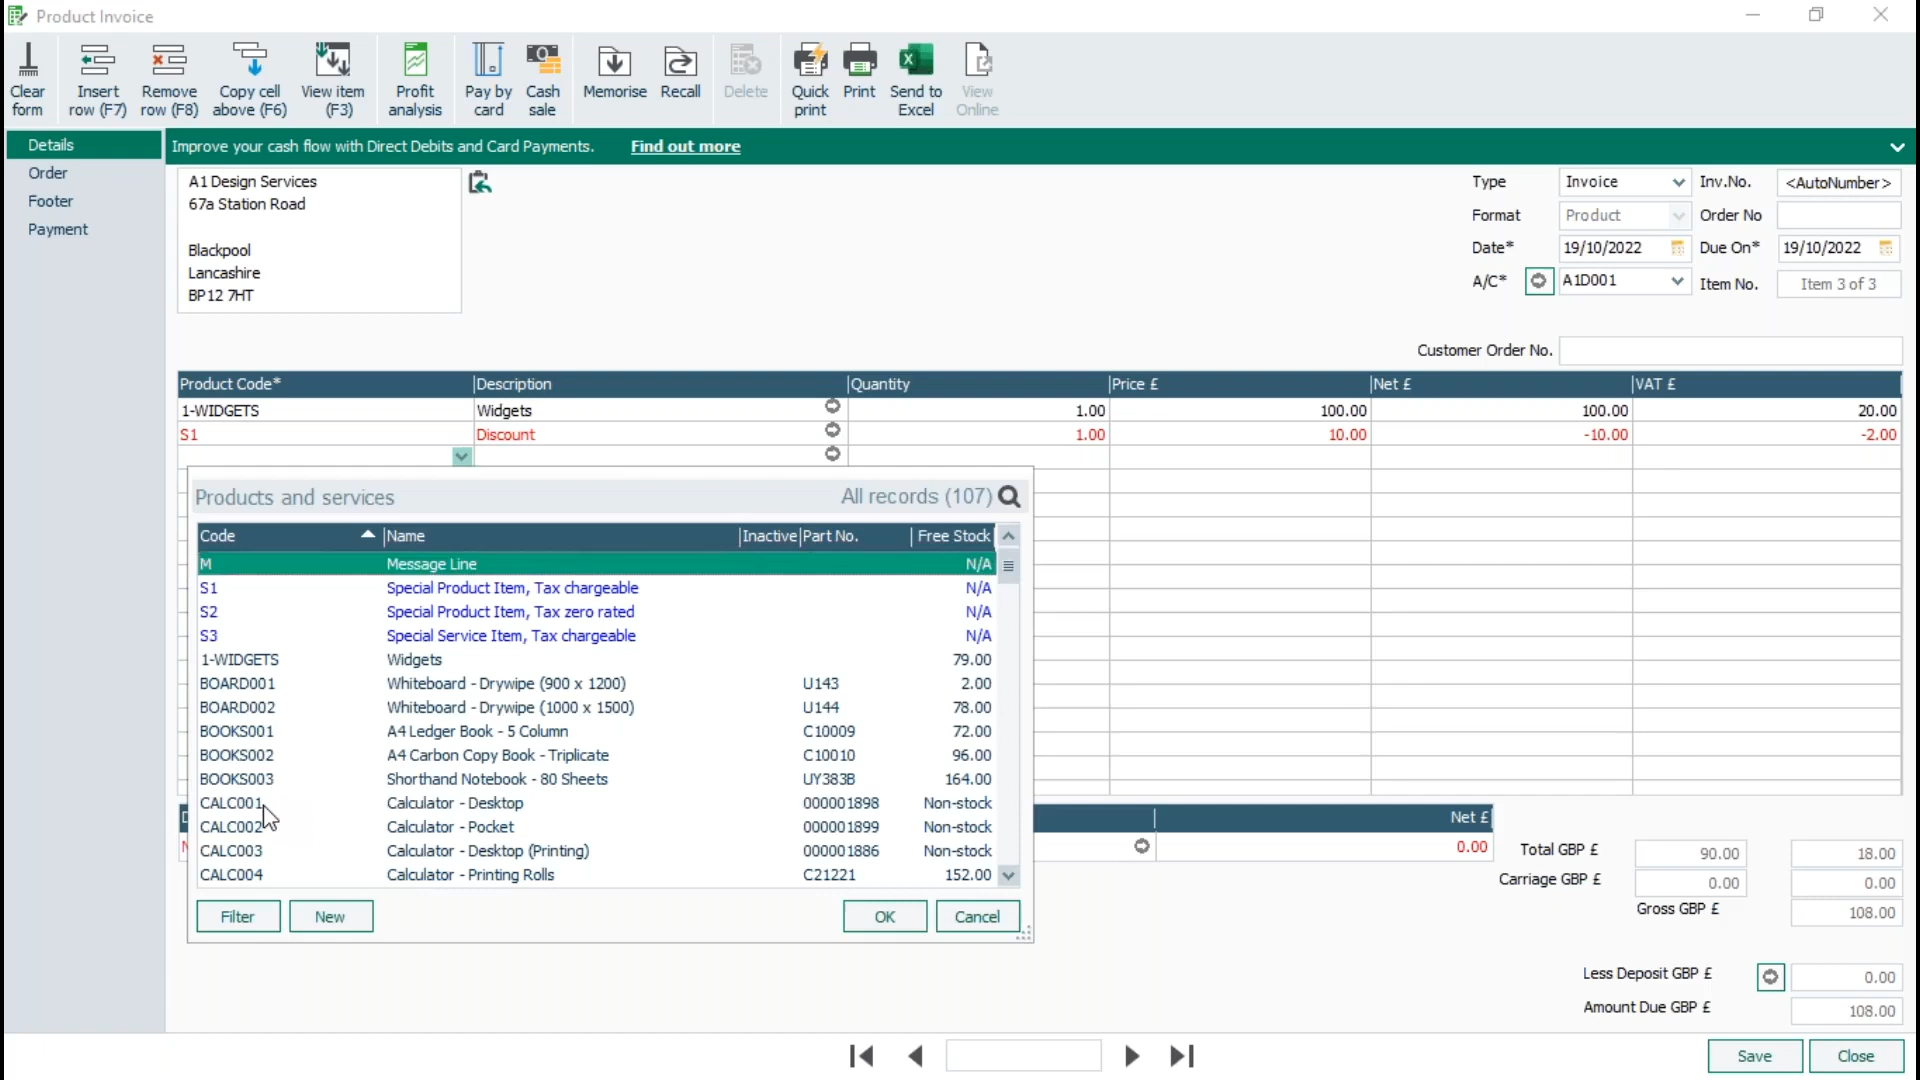 Product Invoice
Clear form
Insert row (F7)
Remove row (F8)
Copy cell above (F6)
View item (F3)
Profit analysis
Pay by card
Cash sale
Memorise
Recall
Delete
Quick print
Print
Send to Excel
View Online
Details
Order
Footer
Payment
Improve your cash flow with Direct Debits and Card Payments. Find out more
A1 Design Services
67a Station Road
Blackpool
Lancashire
BP12 7HT
Type Invoice Inv.No. <AutoNumber>
Format Product Order No
Date* 19/10/2022 Due On* 19/10/2022
A/C* A1D001 Item No. Item 3 of 3
Customer Order No.
Product Code* Description Quantity Price £ Net £ VAT £
1-WIDGETS Widgets 1.00 100.00 100.00 20.00
S1 Discount 1.00 10.00 -10.00 -2.00
Products and services All records (107)
Code Name Inactive Part No. Free Stock
M Message Line N/A
S1 Special Product Item, Tax chargeable N/A
S2 Special Product Item, Tax zero rated N/A
S3 Special Service Item, Tax chargeable N/A
1-WIDGETS Widgets 79.00
BOARD001 Whiteboard - Drywipe (900 x 1200) U143 2.00
BOARD002 Whiteboard - Drywipe (1000 x 1500) U144 78.00
BOOKS001 A4 Ledger Book - 5 Column C10009 72.00
BOOKS002 A4 Carbon Copy Book - Triplicate C10010 96.00
BOOKS003 Shorthand Notebook - 80 Sheets UY383B 164.00
CALC001 Calculator - Desktop 000001898 Non-stock
CALC002 Calculator - Pocket 000001899 Non-stock
CALC003 Calculator - Desktop (Printing) 000001886 Non-stock
CALC004 Calculator - Printing Rolls C21221 152.00
Filter New OK Cancel
Net £
0.00
Total GBP £ 90.00 18.00
Carriage GBP £ 0.00 0.00
Gross GBP £ 108.00
Less Deposit GBP £ 0.00
Amount Due GBP £ 108.00
Save Close